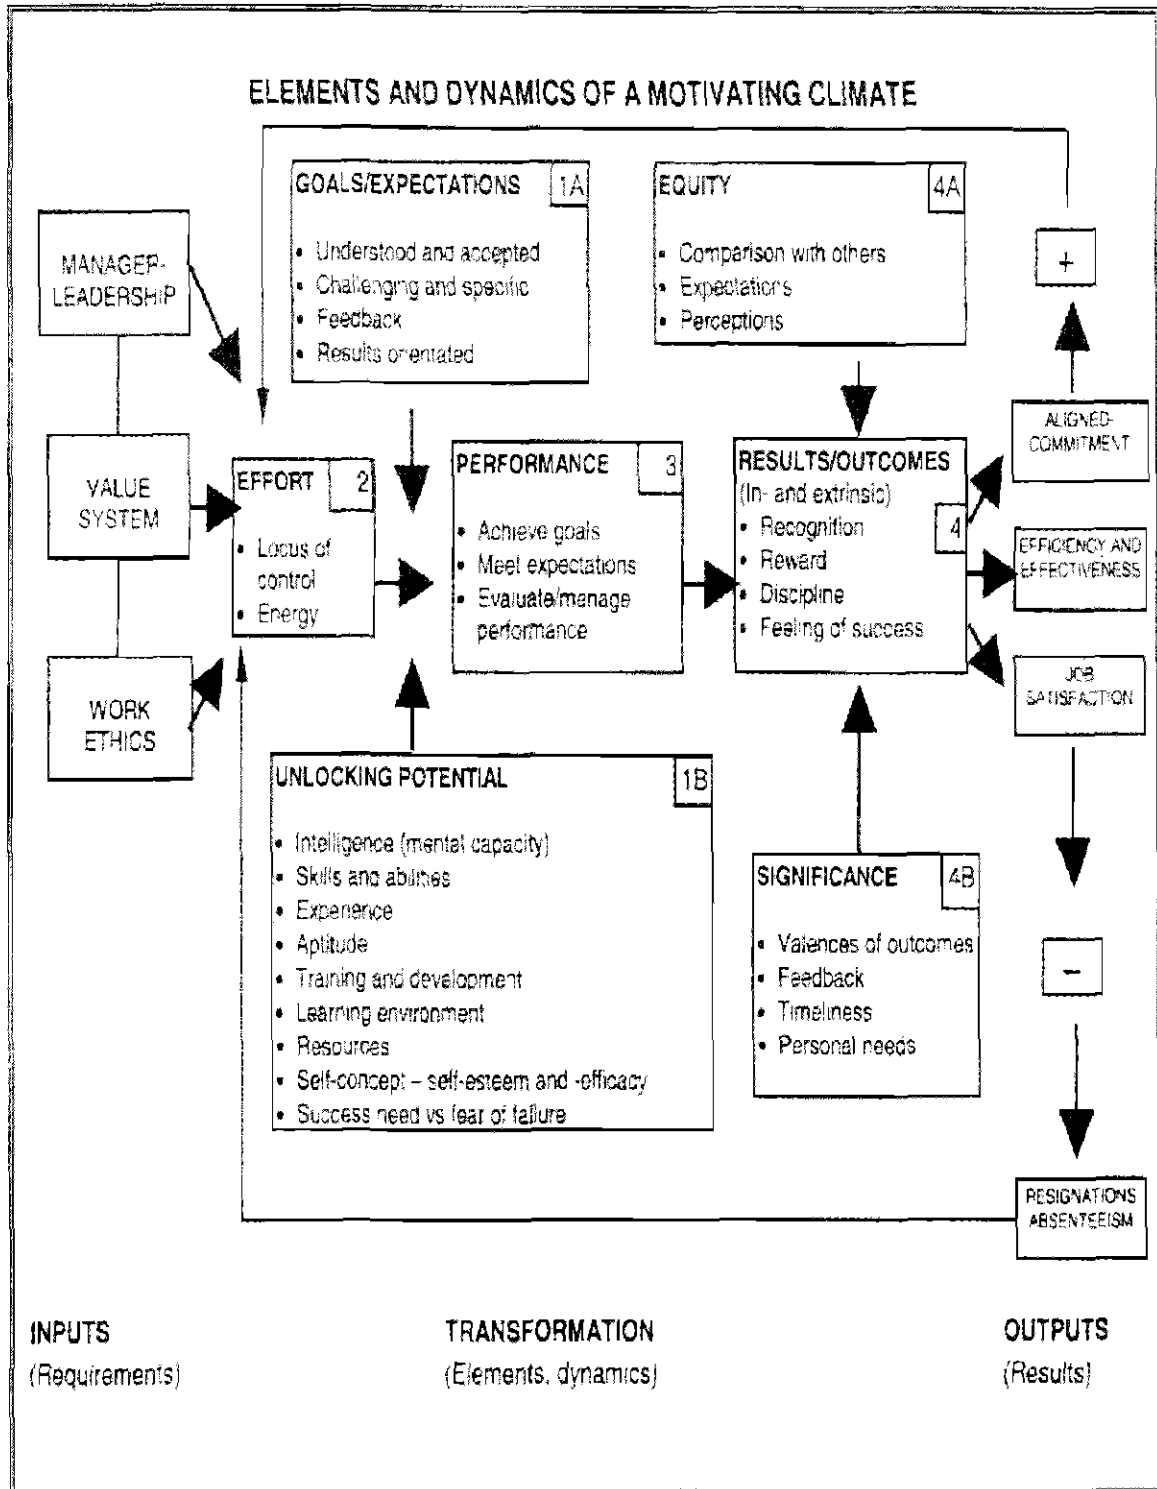 ELEMENTS AND DYNAMICS OF A MOTIVATING CLIMATE
GOALS/EXPECTATIONS
1A
• Understood and accepted
• Challenging and specific
• Feedback
• Results orientated
EQUITY
4A
• Comparison with others
• Expectations
• Perceptions
+
MANAGER-
LEADERSHIP
VALUE
SYSTEM
WORK
ETHICS
EFFORT
2
• Locus of
control
• Energy
PERFORMANCE
3
• Achieve goals
• Meet expectations
• Evaluate/manage
performance
RESULTS/OUTCOMES
(In- and extrinsic)
4
• Recognition
• Reward
• Discipline
• Feeling of success
ALIGNED-
COMMITMENT
EFFICIENCY AND
EFFECTIVENESS
JOB
SATISFACTION
UNLOCKING POTENTIAL
1B
• Intelligence (mental capacity)
• Skills and abilities
• Experience
• Aptitude
• Training and development
• Learning environment
• Resources
• Self-concept – self-esteem and -efficacy
• Success need vs fear of failure
SIGNIFICANCE
4B
• Valences of outcomes
• Feedback
• Timeliness
• Personal needs
–
RESIGNATIONS
ABSENTEEISM
INPUTS
(Requirements)
TRANSFORMATION
(Elements, dynamics)
OUTPUTS
(Results)